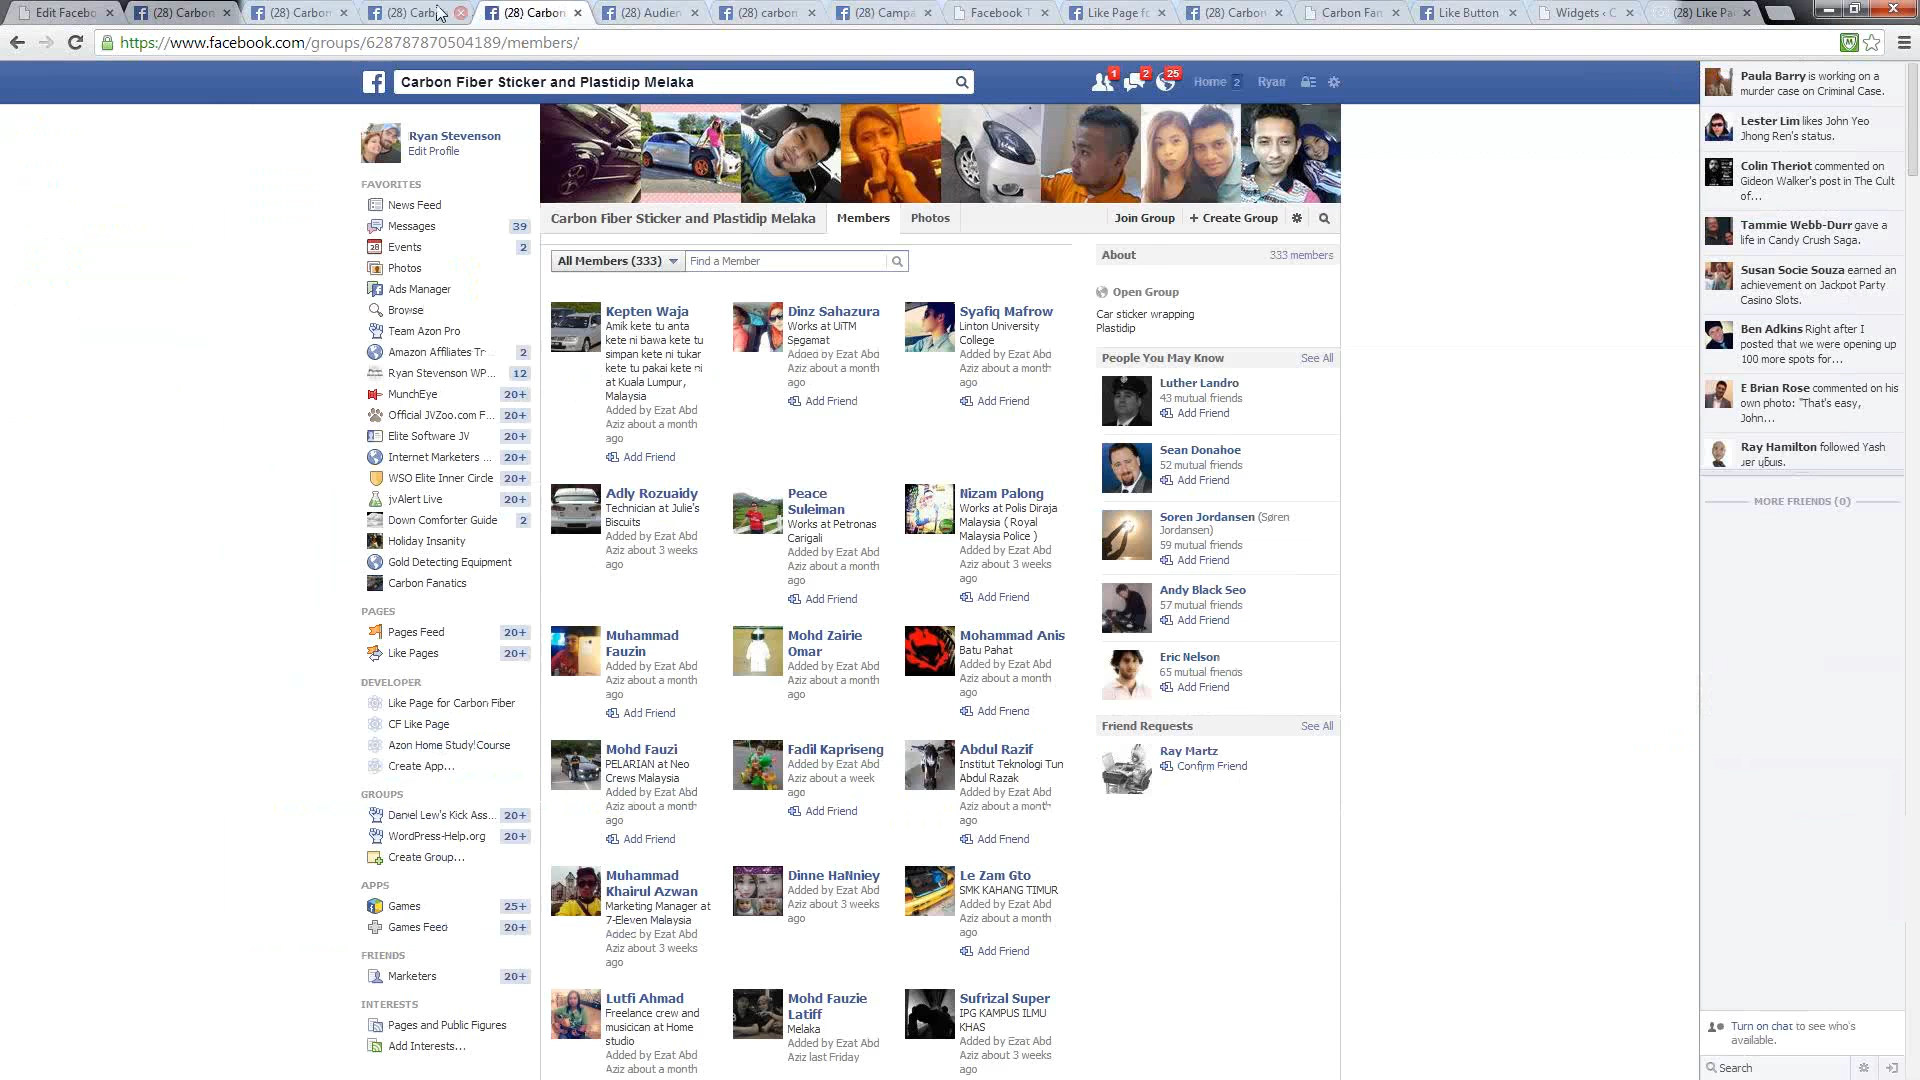 Edit Facebo
(28) Carbon
(28) Carbon
(28) Carb
(28) Carbon
(28) Audien
(28) carbon
(28) Campa
Facebook T
Like Page fo
(28) Carbon
Carbon Fan
Like Button
Widgets ‹ C
(28) Like Pa
https://www.facebook.com/groups/628787870504189/members/
Carbon Fiber Sticker and Plastidip Melaka
1
2
25
Home 2
Ryan
Ryan Stevenson
Edit Profile
FAVORITES
News Feed
Messages 39
Events 2
Photos
Ads Manager
Browse
Team Azon Pro
Amazon Affiliates Tr... 2
Ryan Stevenson WP... 12
MunchEye 20+
Official JVZoo.com F... 20+
Elite Software JV 20+
Internet Marketers ... 20+
WSO Elite Inner Circle 20+
jvAlert Live 20+
Down Comforter Guide 2
Holiday Insanity
Gold Detecting Equipment
Carbon Fanatics
PAGES
Pages Feed 20+
Like Pages 20+
DEVELOPER
Like Page for Carbon Fiber
CF Like Page
Azon Home Study Course
Create App...
GROUPS
Daniel Lew's Kick Ass... 20+
WordPress-Help.org 20+
Create Group...
APPS
Games 25+
Games Feed 20+
FRIENDS
Marketers 20+
INTERESTS
Pages and Public Figures
Add Interests...
Carbon Fiber Sticker and Plastidip Melaka
Members
Photos
Join Group
+ Create Group
All Members (333)
Find a Member
Kepten Waja
Amik kete tu anta
kete ni bawa kete tu
simpan kete ni tukar
kete tu pakai kete ni
at Kuala Lumpur,
Malaysia
Added by Ezat Abd
Aziz about a month
ago
Add Friend
Dinz Sahazura
Works at UiTM
Segamat
Added by Ezat Abd
Aziz about a month
ago
Add Friend
Syafiq Mafrow
Linton University
College
Added by Ezat Abd
Aziz about a month
ago
Add Friend
Adly Rozuaidy
Technician at Julie's
Biscuits
Added by Ezat Abd
Aziz about 3 weeks
ago
Peace
Suleiman
Works at Petronas
Carigali
Added by Ezat Abd
Aziz about a month
ago
Add Friend
Nizam Palong
Works at Polis Diraja
Malaysia ( Royal
Malaysia Police )
Added by Ezat Abd
Aziz about 3 weeks
ago
Add Friend
Muhammad
Fauzin
Added by Ezat Abd
Aziz about a month
ago
Add Friend
Mohd Zairie
Omar
Added by Ezat Abd
Aziz about a month
ago
Mohammad Anis
Batu Pahat
Added by Ezat Abd
Aziz about a month
ago
Add Friend
Mohd Fauzi
PELARIAN at Neo
Crews Malaysia
Added by Ezat Abd
Aziz about a month
ago
Add Friend
Fadil Kapriseng
Added by Ezat Abd
Aziz about a week
ago
Add Friend
Abdul Razif
Institut Teknologi Tun
Abdul Razak
Added by Ezat Abd
Aziz about a month
ago
Add Friend
Muhammad
Khairul Azwan
Marketing Manager at
7-Eleven Malaysia
Added by Ezat Abd
Aziz about 3 weeks
ago
Dinne HaNniey
Added by Ezat Abd
Aziz about 3 weeks
ago
Le Zam Gto
SMK KAHANG TIMUR
Added by Ezat Abd
Aziz about a month
ago
Add Friend
Lutfi Ahmad
Freelance crew and
musicican at Home
studio
Added by Ezat Abd
Aziz about a month
Mohd Fauzie
Latiff
Melaka
Added by Ezat Abd
Aziz last Friday
Sufrizal Super
IPG KAMPUS ILMU
KHAS
Added by Ezat Abd
Aziz about 3 weeks
ago
About
333 members
Open Group
Car sticker wrapping
Plastidip
People You May Know
See All
Luther Landro
43 mutual friends
Add Friend
Sean Donahoe
52 mutual friends
Add Friend
Soren Jordansen (Søren
Jordansen)
59 mutual friends
Add Friend
Andy Black Seo
57 mutual friends
Add Friend
Eric Nelson
65 mutual friends
Add Friend
Friend Requests
See All
Ray Martz
Confirm Friend
Paula Barry is working on a
murder case on Criminal Case.
Lester Lim likes John Yeo
Jhong Ren's status.
Colin Theriot commented on
Gideon Walker's post in The Cult
of...
Tammie Webb-Durr gave a
life in Candy Crush Saga.
Susan Socie Souza earned an
achievement on Jackpot Party
Casino Slots.
Ben Adkins Right after I
posted that we were opening up
100 more spots for...
E Brian Rose commented on his
own photo: "That's easy,
John...
Ray Hamilton followed Yash
MORE FRIENDS (0)
Turn on chat to see who's
available.
Search